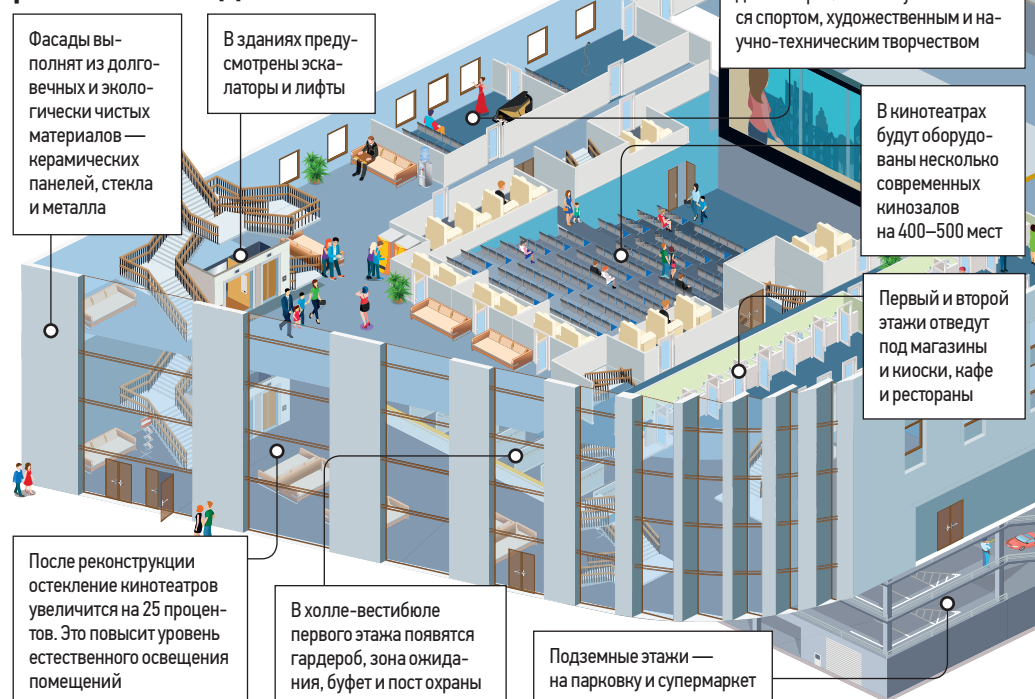 Фасады вы-
полнят из долго-
вечных и эколо-
гически чистых
материалов —
керамических
панелей, стекла
и металла
В зданиях преду-
смотрены эска-
латоры и лифты
ся спортом, художественным и на-
учно-техническим творчеством
В кинотеатрах
будут оборудо-
ваны несколько
современных
кинозалов
на 400–500 мест
Первый и второй
этажи отведут
под магазины
и киоски, кафе
и рестораны
После реконструкции
остекление кинотеатров
увеличится на 25 процен-
тов. Это повысит уровень
естественного освещения
помещений
В холле-вестибюле
первого этажа появятся
гардероб, зона ожида-
ния, буфет и пост охраны
Подземные этажи —
на парковку и супермаркет